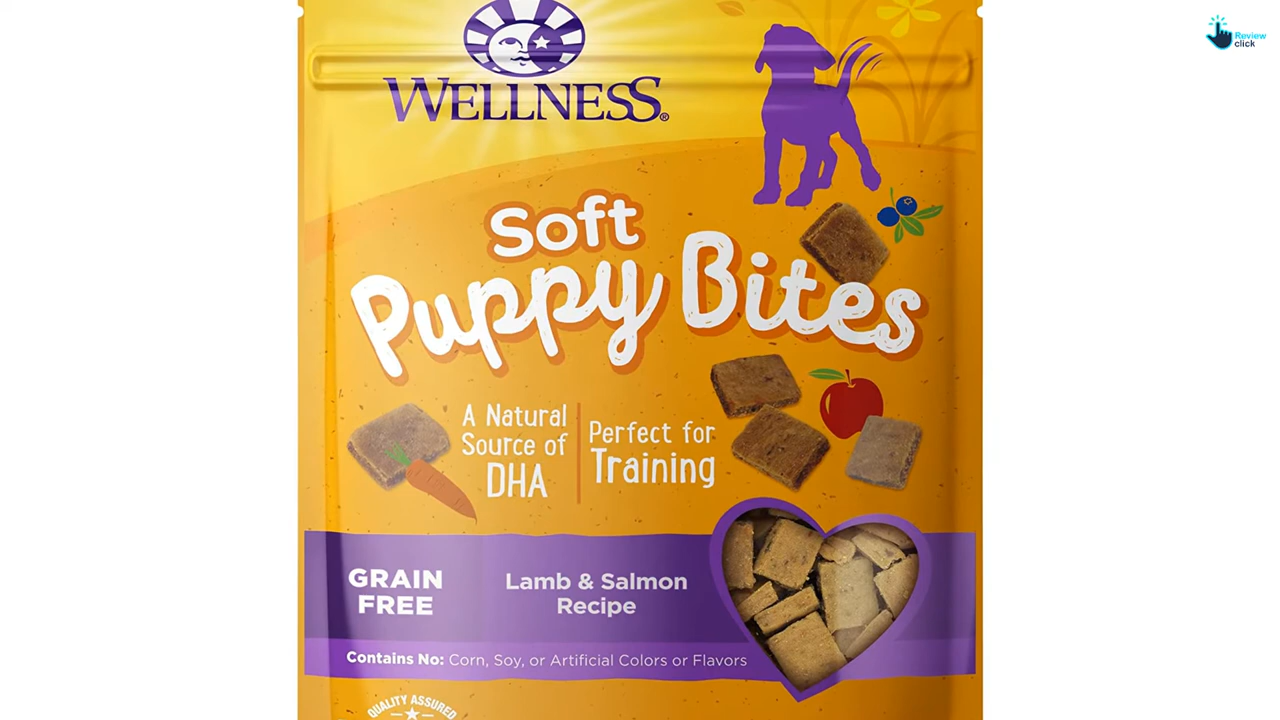 WELLNESS®
Review
click
Soft
Puppy Bites
A Natural
Source of
DHA
Perfect for
Training
GRAIN
FREE
Lamb & Salmon
Recipe
Contains No: Corn, Soy, or Artificial Colors or Flavors
QUALITY ASSURED